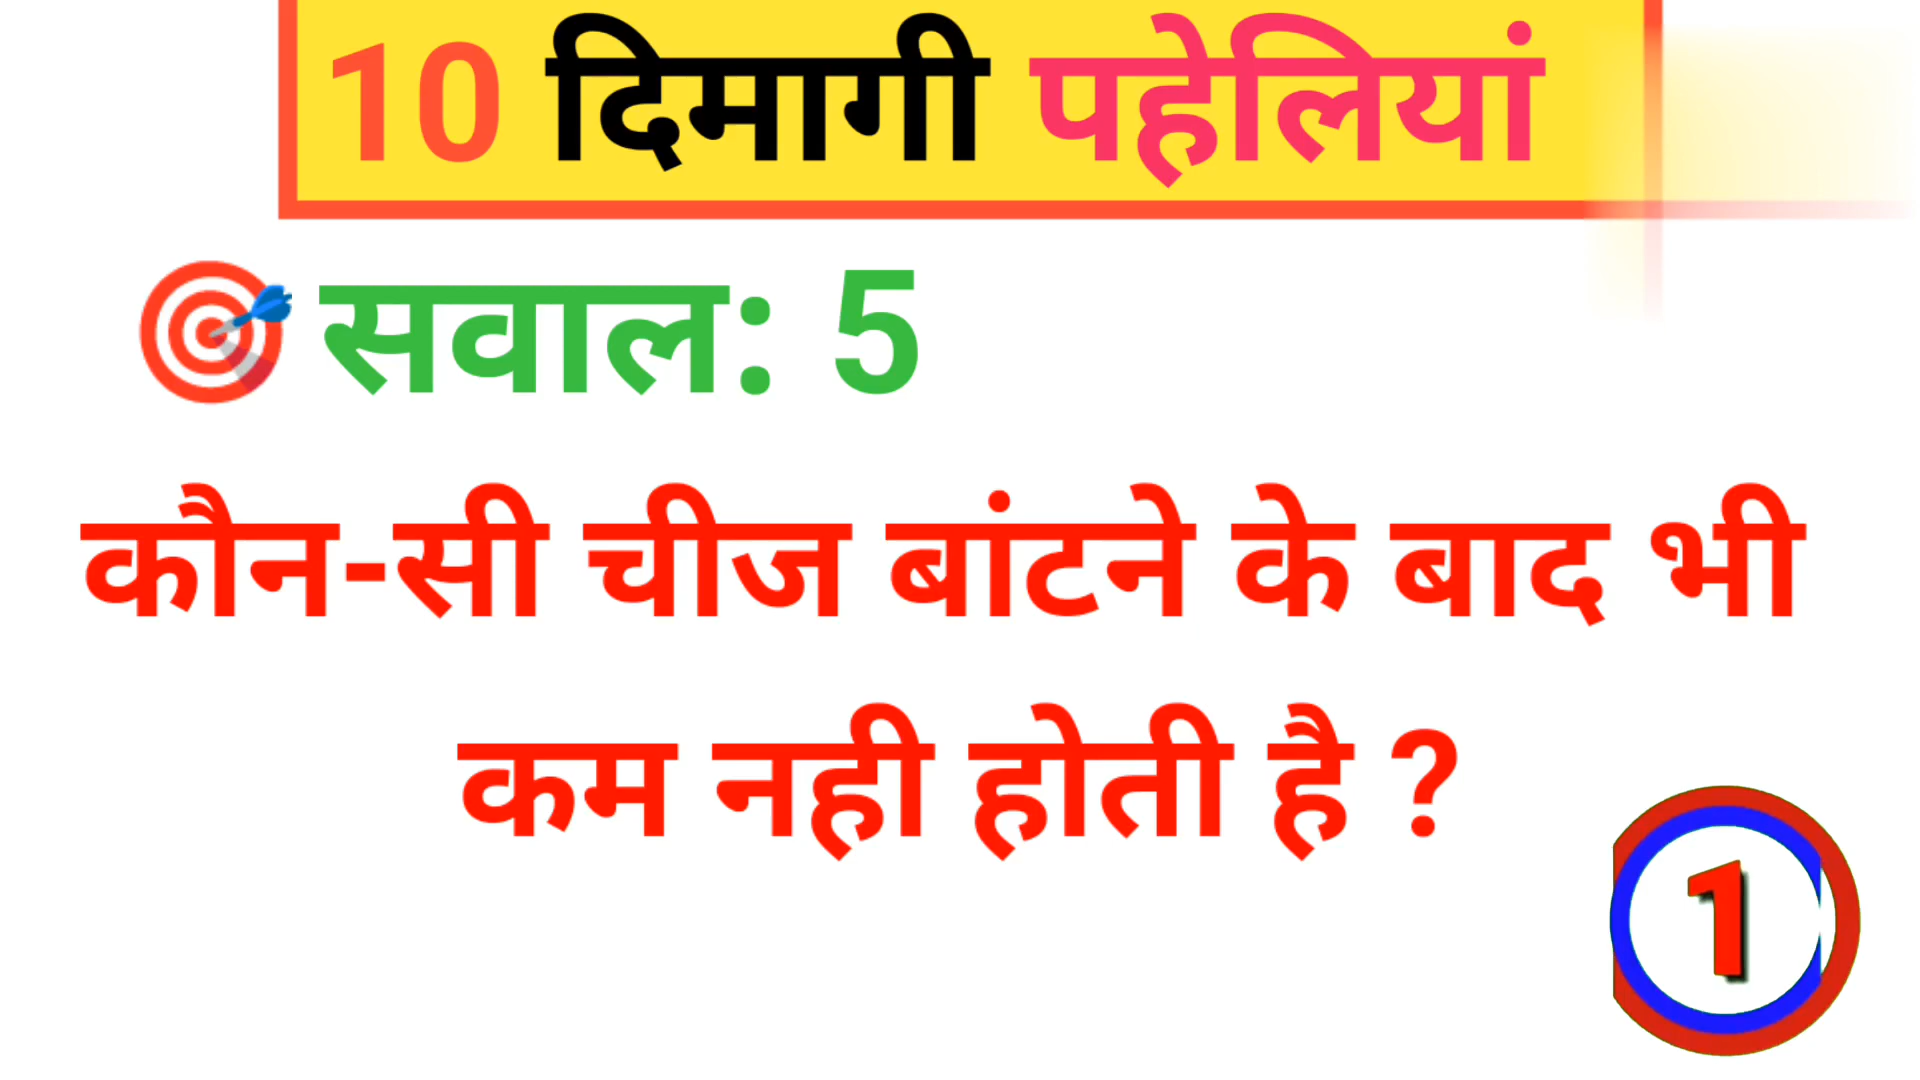 10 दिमागी पहेलियां
सवाल: 5
कौन-सी चीज बांटने के बाद भी
कम नही होती है ?
1